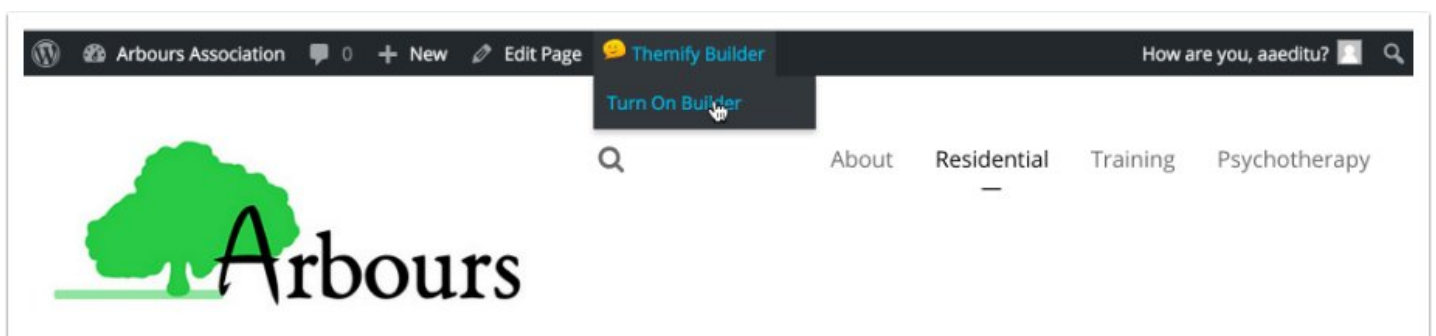 Arbours Association 0 + New Edit Page Themify Builder How are you, aaeditu?
Turn On Builder
About Residential Training Psychotherapy
Arbours